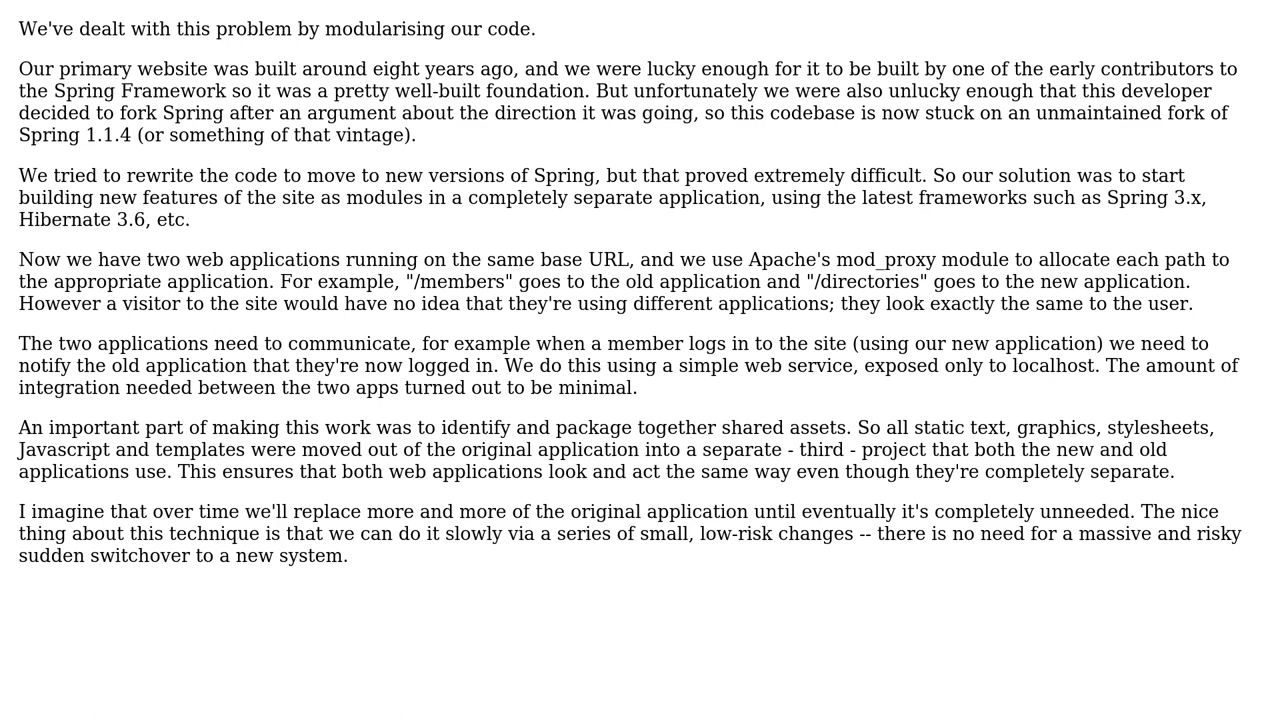 We've dealt with this problem by modularising our code.
Our primary website was built around eight years ago, and we were lucky enough for it to be built by one of the early contributors to
the Spring Framework so it was a pretty well-built foundation. But unfortunately we were also unlucky enough that this developer
decided to fork Spring after an argument about the direction it was going, so this codebase is now stuck on an unmaintained fork of
Spring 1.1.4 (or something of that vintage).
We tried to rewrite the code to move to new versions of Spring, but that proved extremely difficult. So our solution was to start
building new features of the site as modules in a completely separate application, using the latest frameworks such as Spring 3.x,
Hibernate 3.6, etc.
Now we have two web applications running on the same base URL, and we use Apache's mod_proxy module to allocate each path to
the appropriate application. For example, "/members" goes to the old application and "/directories" goes to the new application.
However a visitor to the site would have no idea that they're using different applications; they look exactly the same to the user.
The two applications need to communicate, for example when a member logs in to the site (using our new application) we need to
notify the old application that they're now logged in. We do this using a simple web service, exposed only to localhost. The amount of
integration needed between the two apps turned out to be minimal.
An important part of making this work was to identify and package together shared assets. So all static text, graphics, stylesheets,
Javascript and templates were moved out of the original application into a separate - third - project that both the new and old
applications use. This ensures that both web applications look and act the same way even though they're completely separate.
I imagine that over time we'll replace more and more of the original application until eventually it's completely unneeded. The nice
thing about this technique is that we can do it slowly via a series of small, low-risk changes -- there is no need for a massive and risky
sudden switchover to a new system.